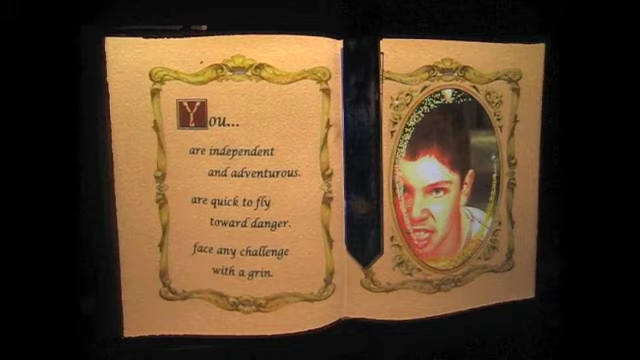 You...
are independent
and adventurous.
are quick to fly
toward danger.
face any challenge
with a grin.